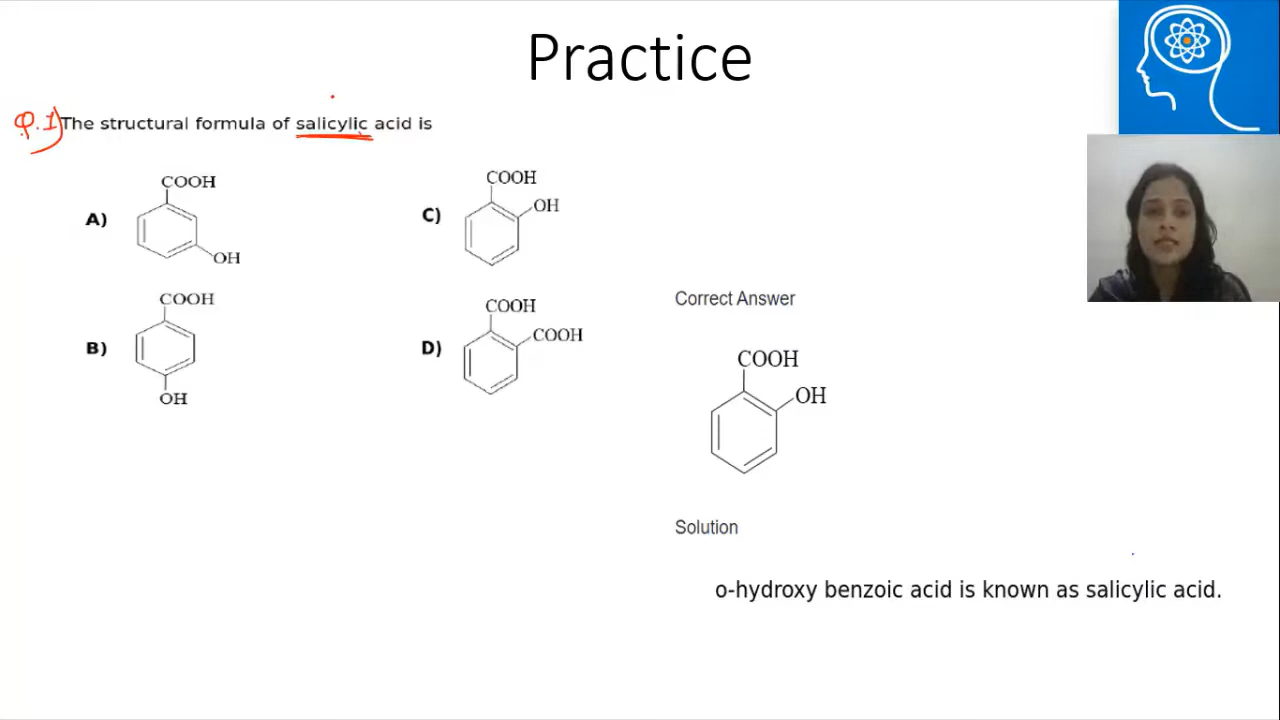 Practice
Q.1) The structural formula of salicylic acid is
A)
COOH
OH
B)
COOH
OH
C)
COOH
OH
D)
COOH
COOH
Correct Answer
COOH
OH
Solution
o-hydroxy benzoic acid is known as salicylic acid.